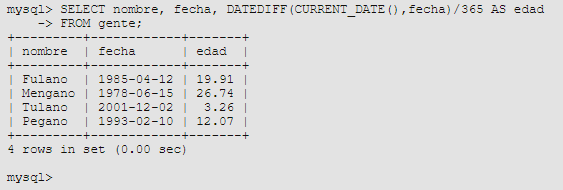 mysql> SELECT nombre, fecha, DATEDIFF(CURRENT_DATE(),fecha)/365 AS edad
    -> FROM gente;
+---------+------------+-------+
| nombre  | fecha      | edad  |
+---------+------------+-------+
| Fulano  | 1985-04-12 | 19.91 |
| Mengano | 1978-06-15 | 26.74 |
| Tulano  | 2001-12-02 |  3.26 |
| Pegano  | 1993-02-10 | 12.07 |
+---------+------------+-------+
4 rows in set (0.00 sec)
mysql>